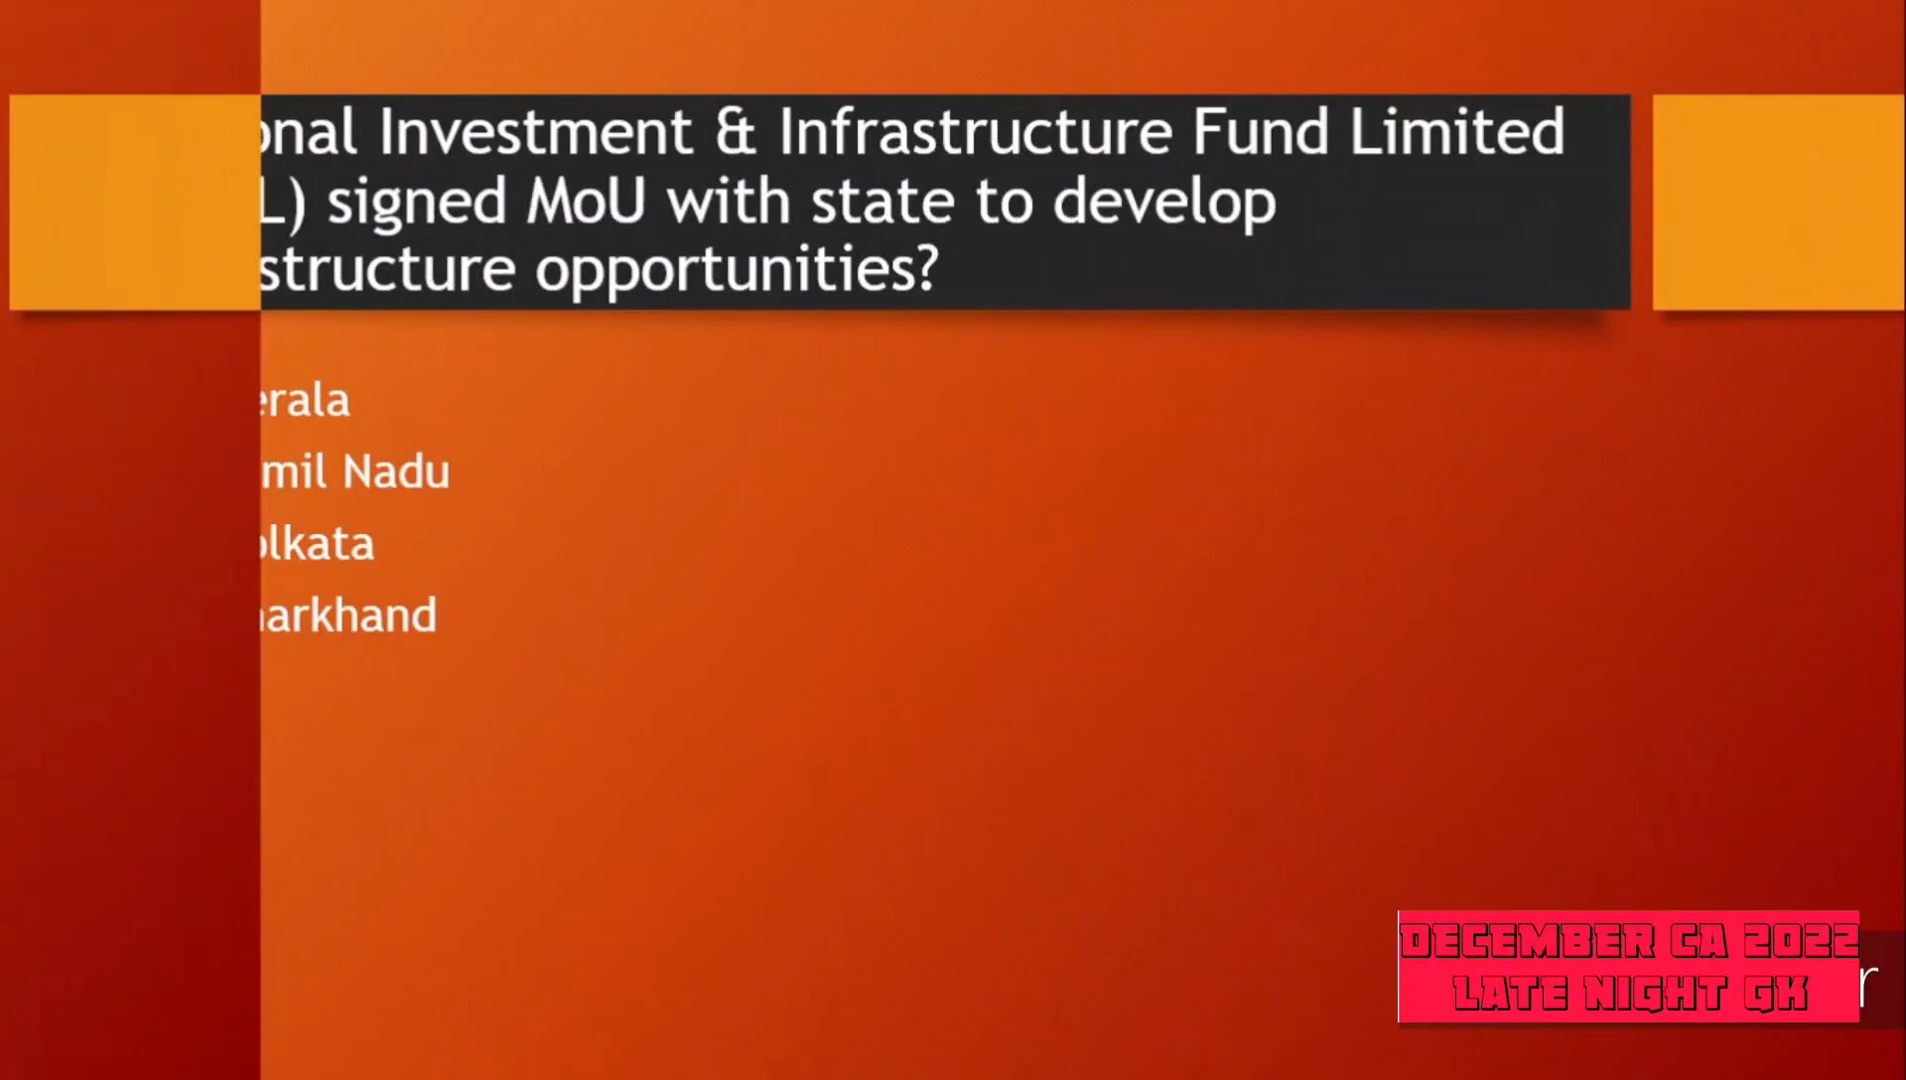 onal Investment & Infrastructure Fund Limited
L) signed MoU with state to develop
structure opportunities?
erala
mil Nadu
olkata
harkhand
DECEMBER CA 2022
LATE NIGHT GK
r